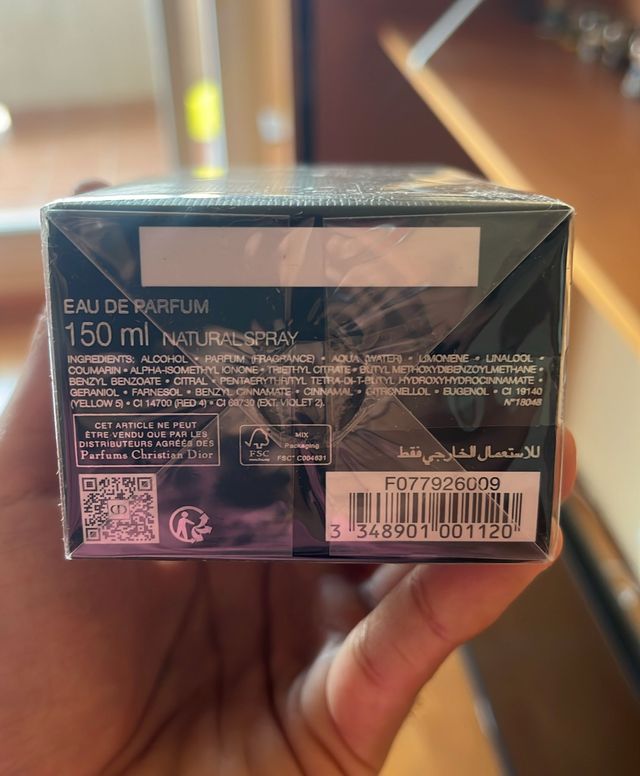 EAU DE PARFUM
150 ml NATURAL SPRAY
INGREDIENTS: ALCOHOL • PARFUM (FRAGRANCE) • AQUA (WATER) • LIMONENE • LINALOOL •
COUMARIN • ALPHA-ISOMETHYL IONONE • TRIETHYL CITRATE • BUTYL METHOXYDIBENZOYLMETHANE •
BENZYL BENZOATE • CITRAL • PENTAERYTHRITYL TETRA-DI-T-BUTYL HYDROXYHYDROCINNAMATE •
GERANIOL • FARNESOL • BENZYL CINNAMATE • CINNAMAL • CITRONELLOL • EUGENOL • CI 19140
(YELLOW 5) • CI 14700 (RED 4) • CI 60730 (EXT. VIOLET 2).
N°18048
CET ARTICLE NE PEUT
ÊTRE VENDU QUE PAR LES
DISTRIBUTEURS AGRÉÉS DES
Parfums Christian Dior
FSC
MIX
Packaging
FSC® C004631
للاستعمال الخارجي فقط
CD
F077926009
3 348901 001120